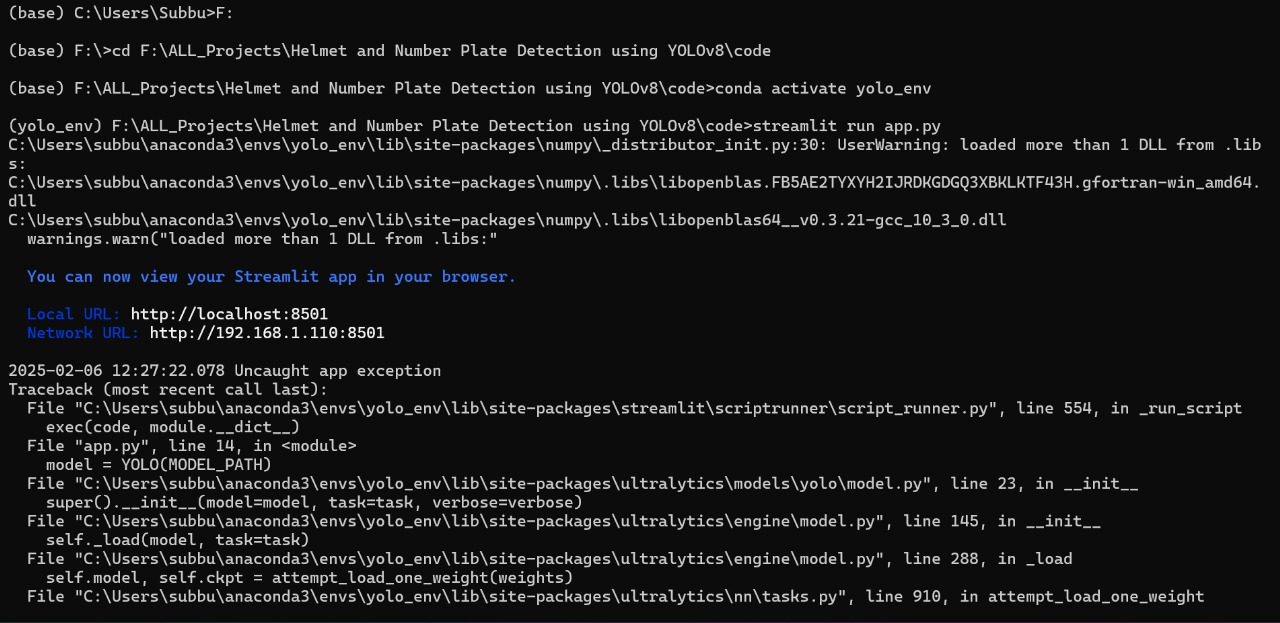 (base) C:\Users\Subbu>F:
(base) F:\>cd F:\ALL_Projects\Helmet and Number Plate Detection using YOLOv8\code
(base) F:\ALL_Projects\Helmet and Number Plate Detection using YOLOv8\code>conda activate yolo_env
(yolo_env) F:\ALL_Projects\Helmet and Number Plate Detection using YOLOv8\code>streamlit run app.py
C:\Users\subbu\anaconda3\envs\yolo_env\lib\site-packages\numpy\_distributor_init.py:30: UserWarning: loaded more than 1 DLL from .lib
s:
C:\Users\subbu\anaconda3\envs\yolo_env\lib\site-packages\numpy\.libs\libopenblas.FB5AE2TYXYH2IJRDKGDGQ3XBKLKTF43H.gfortran-win_amd64.
dll
C:\Users\subbu\anaconda3\envs\yolo_env\lib\site-packages\numpy\.libs\libopenblas64__v0.3.21-gcc_10_3_0.dll
  warnings.warn("loaded more than 1 DLL from .libs:"
  You can now view your Streamlit app in your browser.
  Local URL: http://localhost:8501
  Network URL: http://192.168.1.110:8501
2025-02-06 12:27:22.078 Uncaught app exception
Traceback (most recent call last):
  File "C:\Users\subbu\anaconda3\envs\yolo_env\lib\site-packages\streamlit\scriptrunner\script_runner.py", line 554, in _run_script
    exec(code, module.__dict__)
  File "app.py", line 14, in <module>
    model = YOLO(MODEL_PATH)
  File "C:\Users\subbu\anaconda3\envs\yolo_env\lib\site-packages\ultralytics\models\yolo\model.py", line 23, in __init__
    super().__init__(model=model, task=task, verbose=verbose)
  File "C:\Users\subbu\anaconda3\envs\yolo_env\lib\site-packages\ultralytics\engine\model.py", line 145, in __init__
    self._load(model, task=task)
  File "C:\Users\subbu\anaconda3\envs\yolo_env\lib\site-packages\ultralytics\engine\model.py", line 288, in _load
    self.model, self.ckpt = attempt_load_one_weight(weights)
  File "C:\Users\subbu\anaconda3\envs\yolo_env\lib\site-packages\ultralytics\nn\tasks.py", line 910, in attempt_load_one_weight